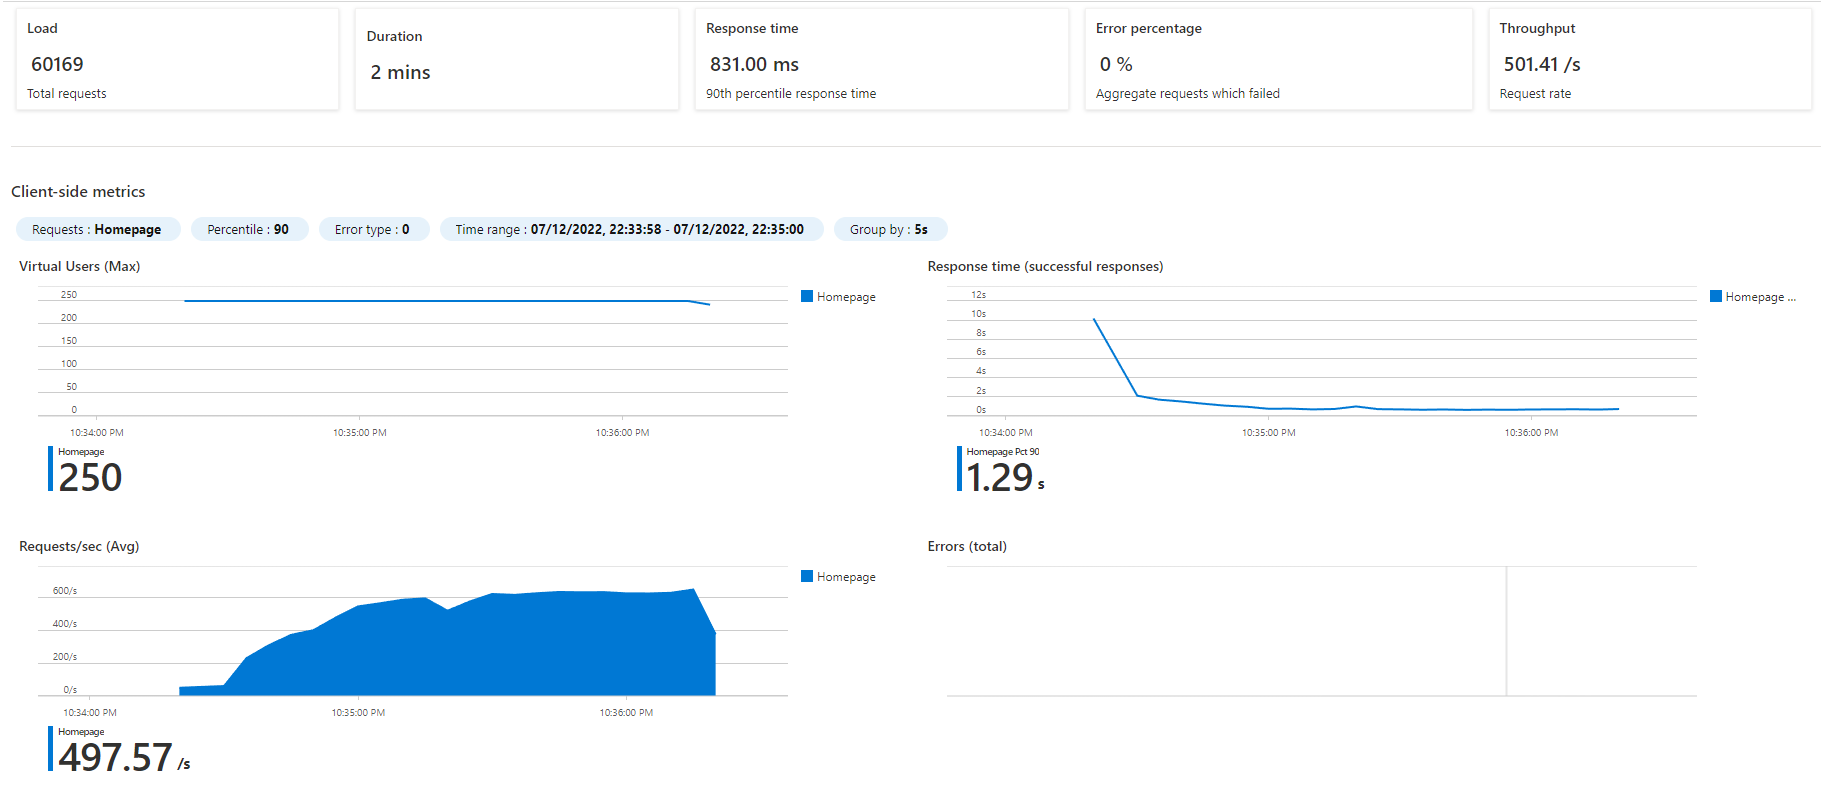 Load
60169
Total requests
Duration
2 mins
Response time
831.00 ms
90th percentile response time
Error percentage
0 %
Aggregate requests which failed
Throughput
501.41 /s
Request rate
Client-side metrics
Requests : Homepage
Percentile : 90
Error type : 0
Time range : 07/12/2022, 22:33:58 - 07/12/2022, 22:35:00
Group by : 5s
Virtual Users (Max)
250
200
150
100
50
0
10:34:00 PM
10:35:00 PM
10:36:00 PM
Homepage
Homepage
250
Response time (successful responses)
12s
10s
8s
6s
4s
2s
0s
10:34:00 PM
10:35:00 PM
10:36:00 PM
Homepage ...
Homepage Pct 90
1.29 s
Requests/sec (Avg)
600/s
400/s
200/s
0/s
10:34:00 PM
10:35:00 PM
10:36:00 PM
Homepage
Homepage
497.57 /s
Errors (total)